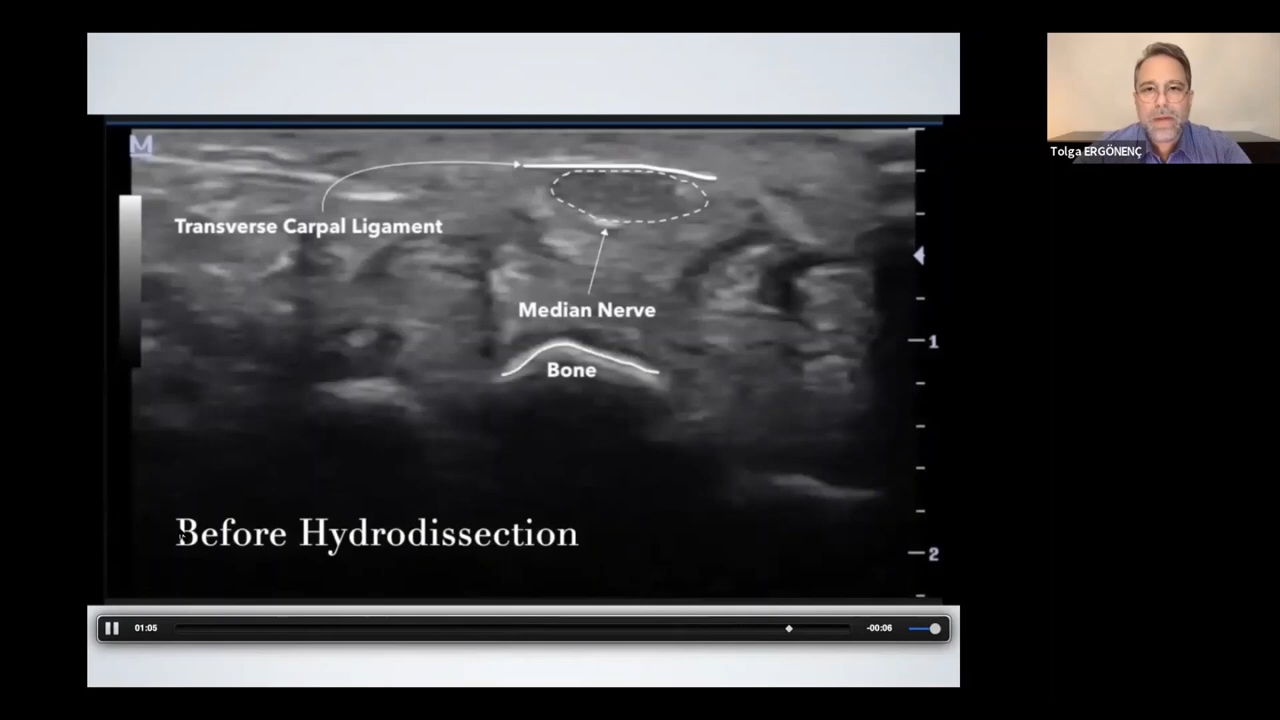 M
Transverse Carpal Ligament
Median Nerve
Bone
1
2
Before Hydrodissection
01:05
-00:06
Tolga ERGÖNENÇ